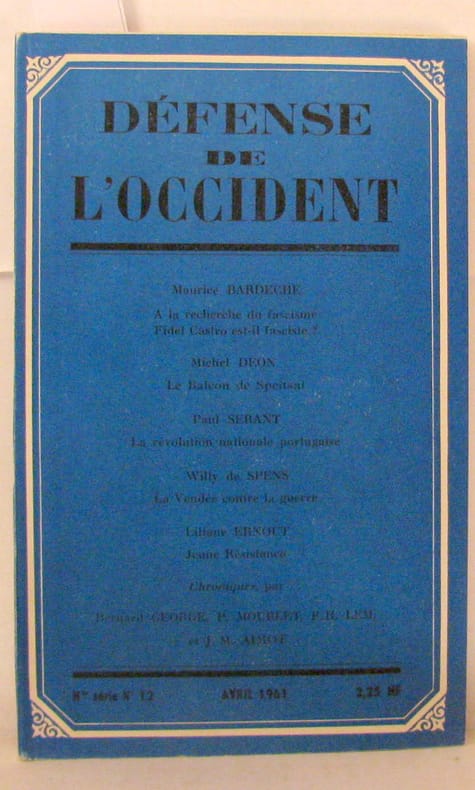 DÉFENSE
DE
L'OCCIDENT
Maurice BARDECHE
A la recherche du fascisme
Fidel Castro est-il fasciste ?
Michel DEON
Le Balcon de Spetsaï
Paul SERANT
La révolution nationale portugaise
Willy de SPENS
La Vendée contre la guerre
Liliane ERNOUT
Jeune Résistance
Chroniques, par
Bernard GEORGE, P. MOURLET, F.R. LEM,
et J. M. AIMOT
Nlle série N° 12 AVRIL 1961 2,25 NF